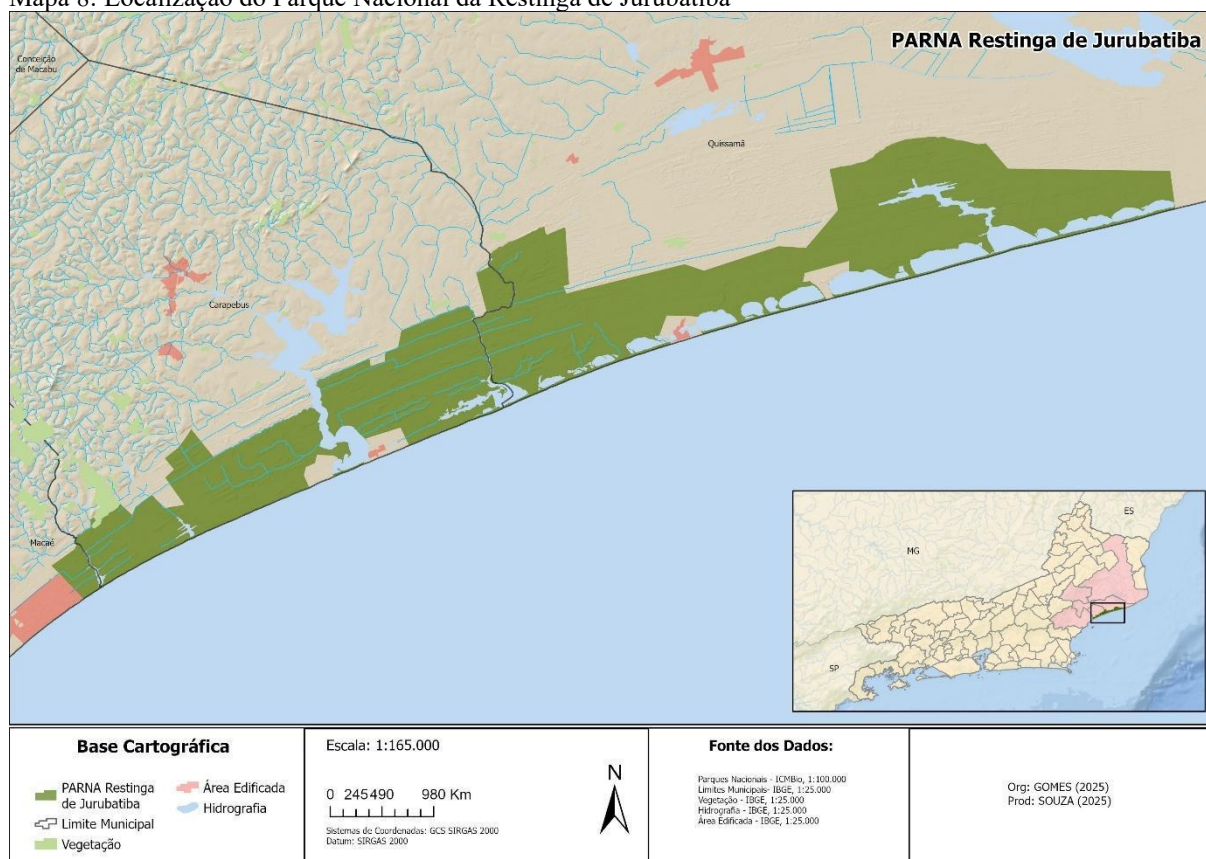 Mapa 8: Localização do Parque Nacional da Restinga de Jurubatiba
PARNA Restinga de Jurubatiba
Conceição
de Macabu
Quissamã
Carapebus
Macaé
ES
MG
SP
Base Cartográfica
PARNA Restinga
de Jurubatiba
Limite Municipal
Vegetação
Área Edificada
Hidrografia
Escala: 1:165.000
0 245490 980 Km
Sistemas de Coordenadas: GCS SIRGAS 2000
Datum: SIRGAS 2000
N
Fonte dos Dados:
Parques Nacionais - ICMBio, 1:100.000
Limites Municipais- IBGE, 1:25.000
Vegetação - IBGE, 1:25.000
Hidrografia - IBGE, 1:25.000
Área Edificada - IBGE, 1:25.000
Org: GOMES (2025)
Prod: SOUZA (2025)